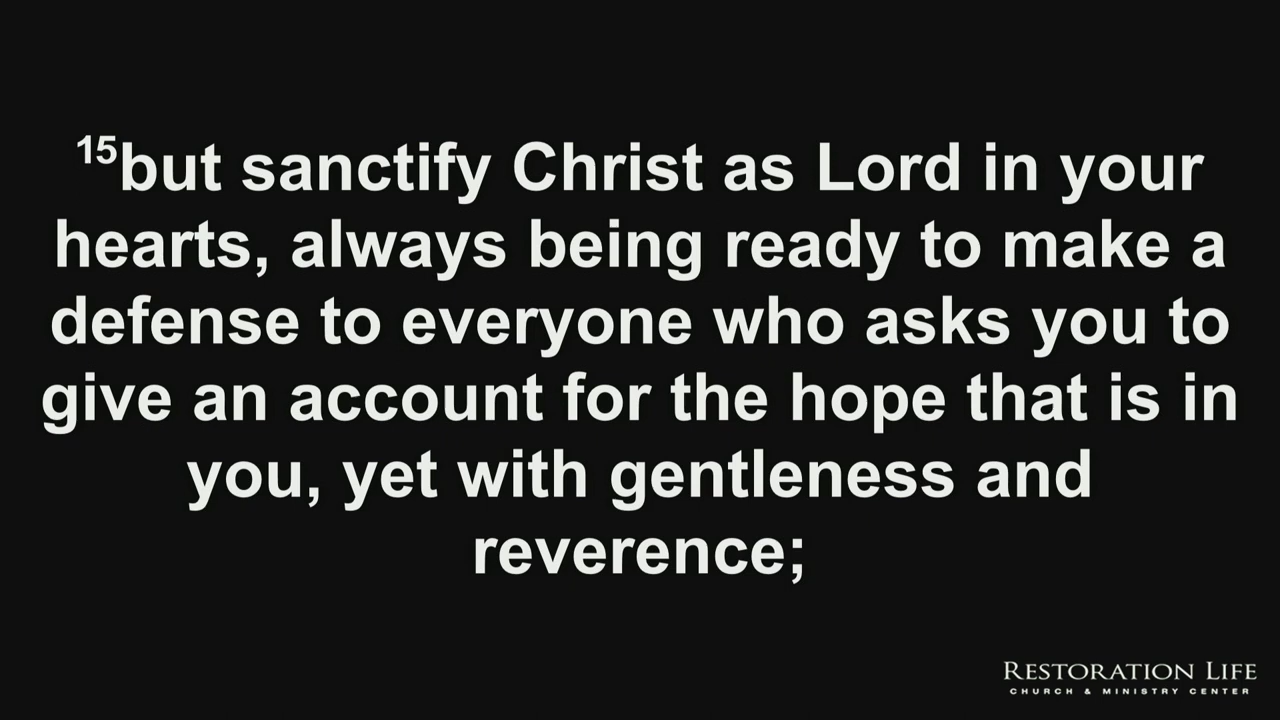 15but sanctify Christ as Lord in your
hearts, always being ready to make a
defense to everyone who asks you to
give an account for the hope that is in
you, yet with gentleness and
reverence;
RESTORATION LIFE
CHURCH & MINISTRY CENTER